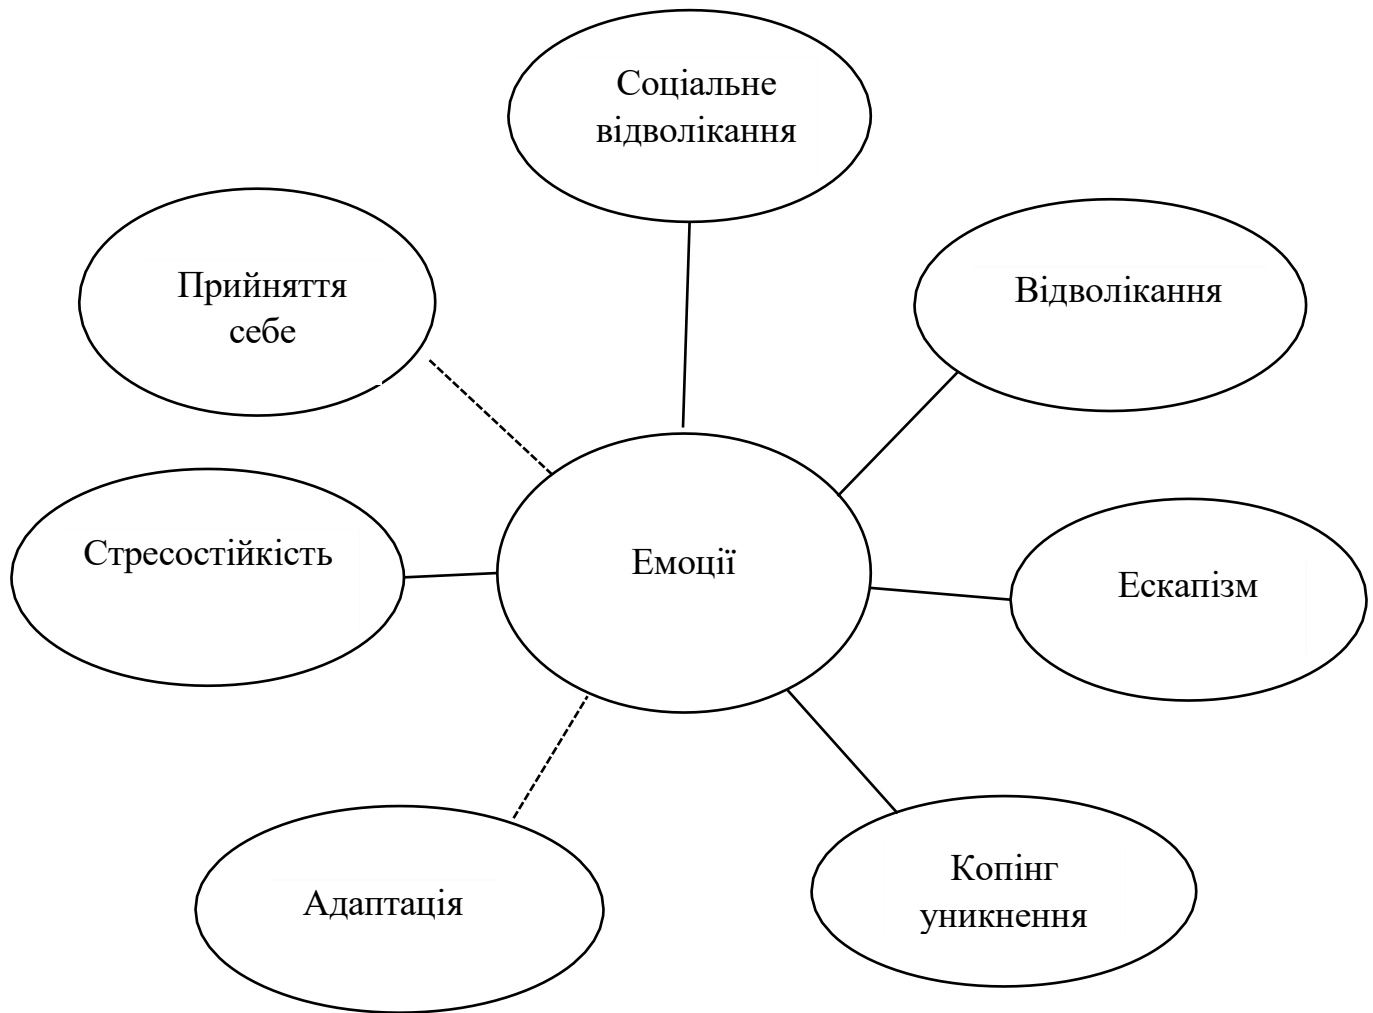 Соціальне
відволікання
Прийняття
себе
Відволікання
Стресостійкість
Емоції
Ескапізм
Адаптація
Копінг
уникнення